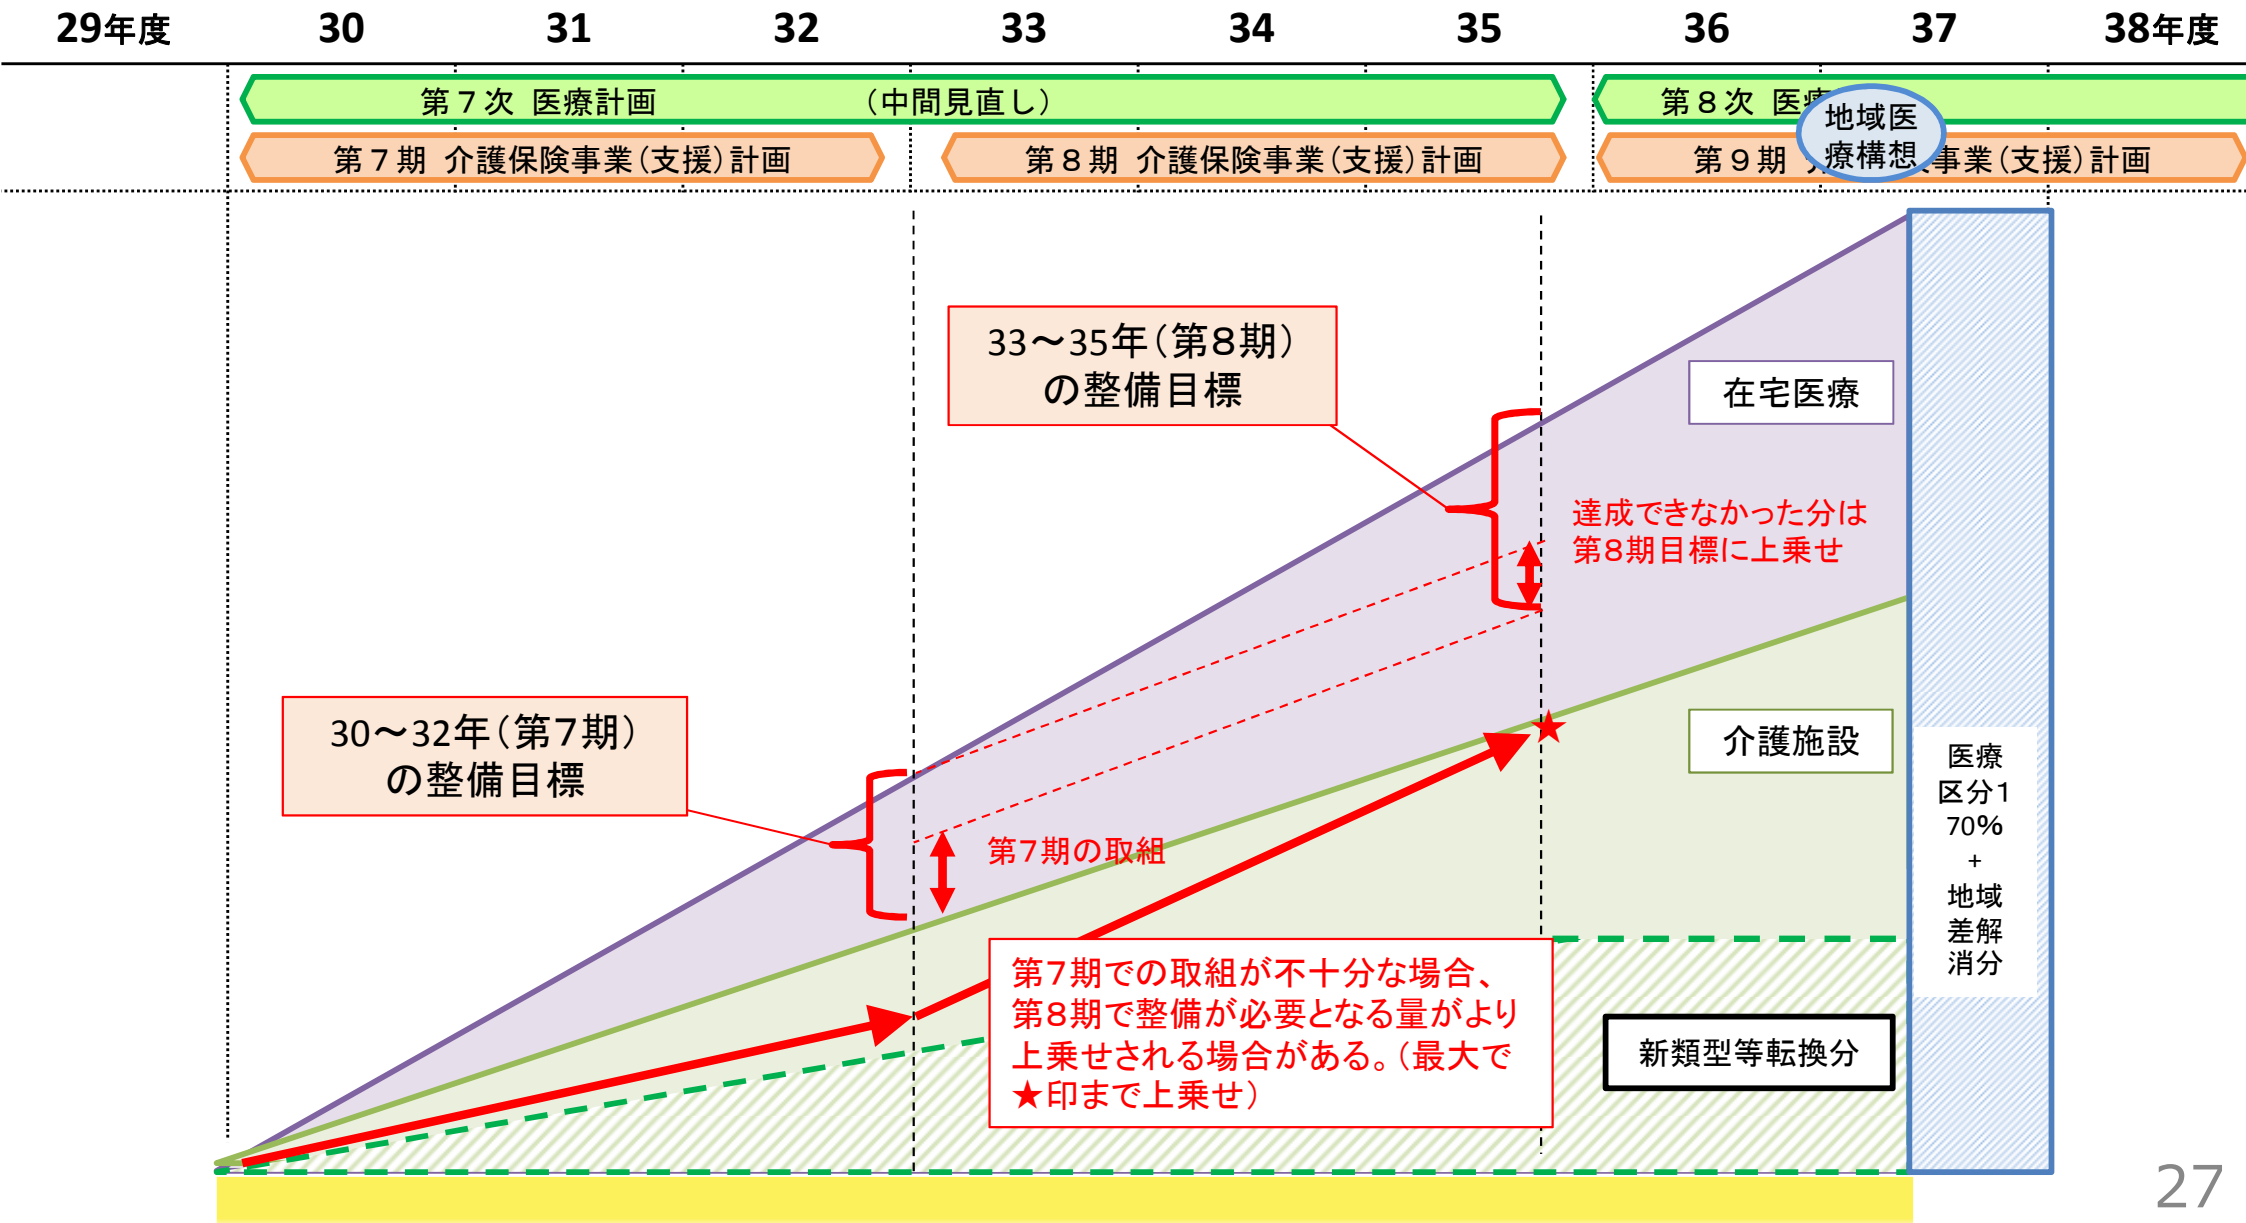 29年度 30 31 32 33 34 35 36 37 38年度
第７次 医療計画 （中間見直し）
第８次 医療
地域医
療構想
第７期 介護保険事業（支援）計画
第８期 介護保険事業（支援）計画
第９期 事業（支援）計画
33～35年（第８期）
の整備目標
在宅医療
達成できなかった分は
第８期目標に上乗せ
30～32年（第７期）
の整備目標
介護施設
医療
区分１
70%
+
地域
差解
消分
第７期の取組
第７期での取組が不十分な場合、
第８期で整備が必要となる量がより
上乗せされる場合がある。（最大で
★印まで上乗せ）
新類型等転換分
27